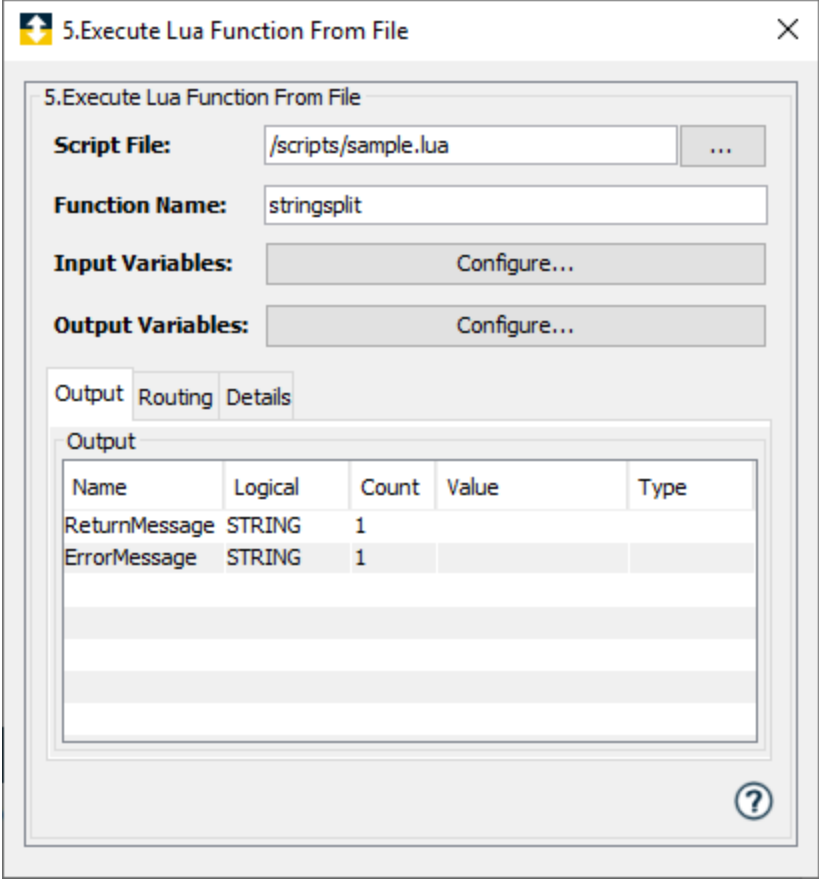 5.Execute Lua Function From File
5.Execute Lua Function From File
Script File: /scripts/sample.lua ...
Function Name: stringsplit
Input Variables: Configure...
Output Variables: Configure...
Output Routing Details
Output
Name Logical Count Value Type
ReturnMessage STRING 1
ErrorMessage STRING 1
?